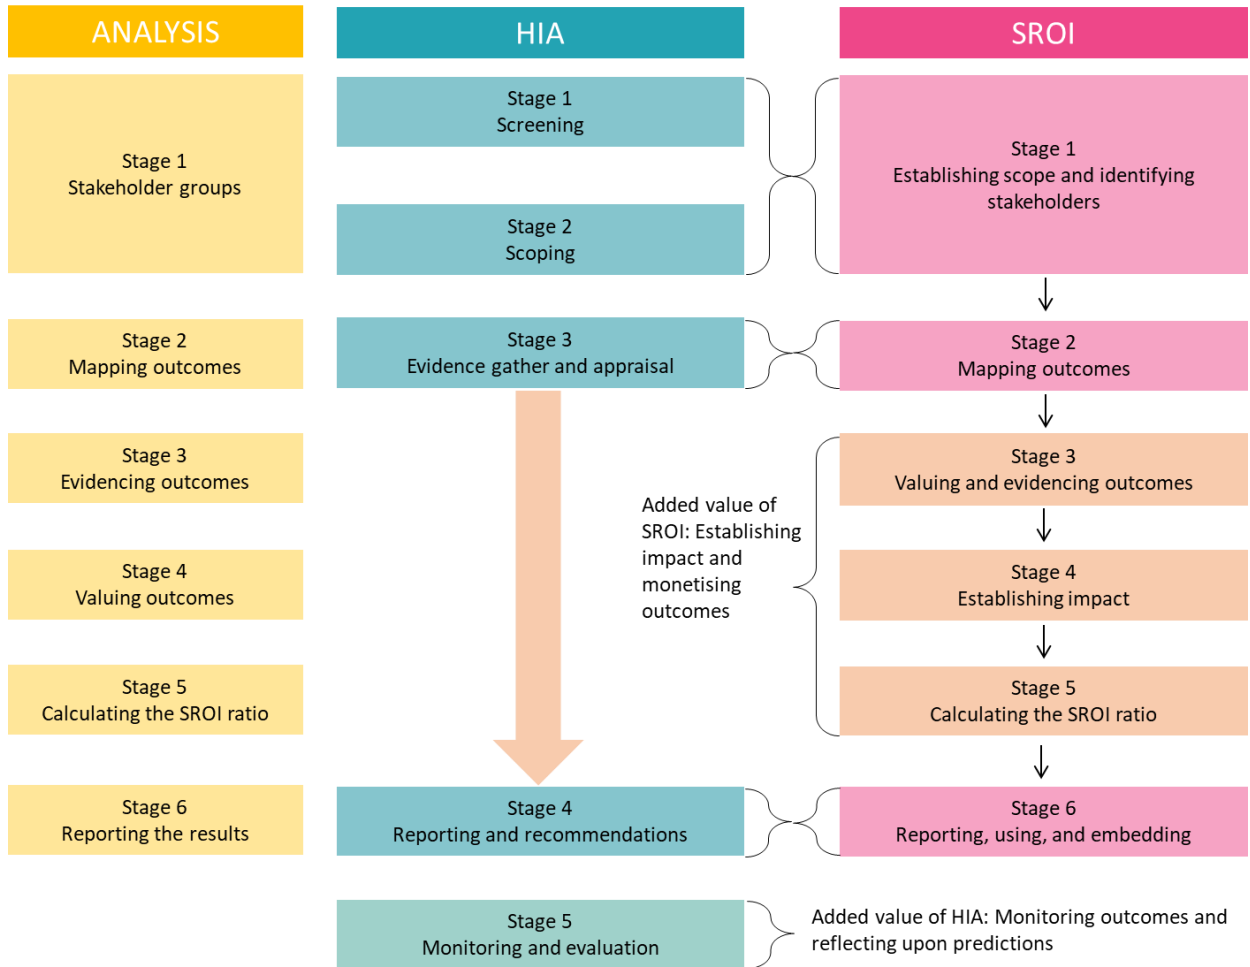 ANALYSIS
HIA
SROI
Stage 1
Stakeholder groups
Stage 1
Screening
Stage 2
Scoping
Stage 1
Establishing scope and identifying
stakeholders
Stage 2
Mapping outcomes
Stage 3
Evidence gather and appraisal
Stage 2
Mapping outcomes
Stage 3
Evidencing outcomes
Stage 4
Valuing outcomes
Stage 5
Calculating the SROI ratio
Added value of
SROI: Establishing
impact and
monetising
outcomes
Stage 3
Valuing and evidencing outcomes
Stage 4
Establishing impact
Stage 5
Calculating the SROI ratio
Stage 6
Reporting the results
Stage 4
Reporting and recommendations
Stage 6
Reporting, using, and embedding
Stage 5
Monitoring and evaluation
Added value of HIA: Monitoring outcomes and
reflecting upon predictions